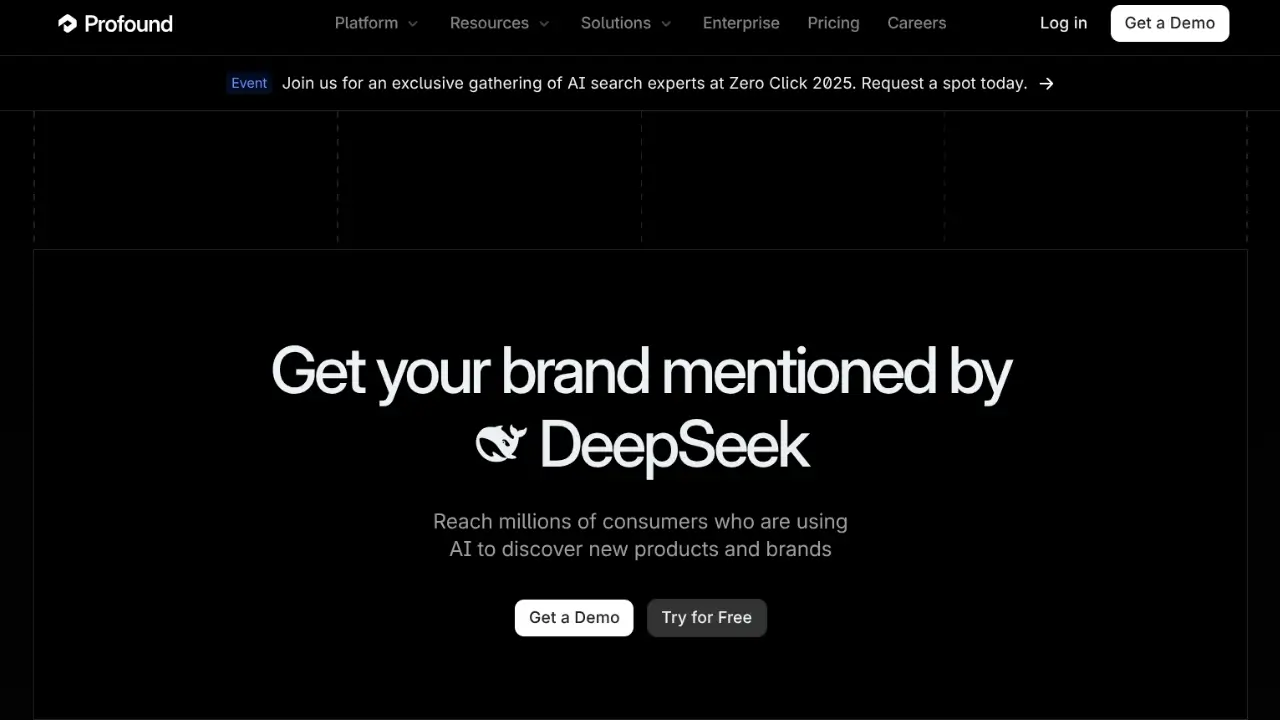 Profound
Platform
Resources
Solutions
Enterprise
Pricing
Careers
Log in
Get a Demo
Event
Join us for an exclusive gathering of AI search experts at Zero Click 2025. Request a spot today. →
Get your brand mentioned by
DeepSeek
Reach millions of consumers who are using
AI to discover new products and brands
Get a Demo
Try for Free